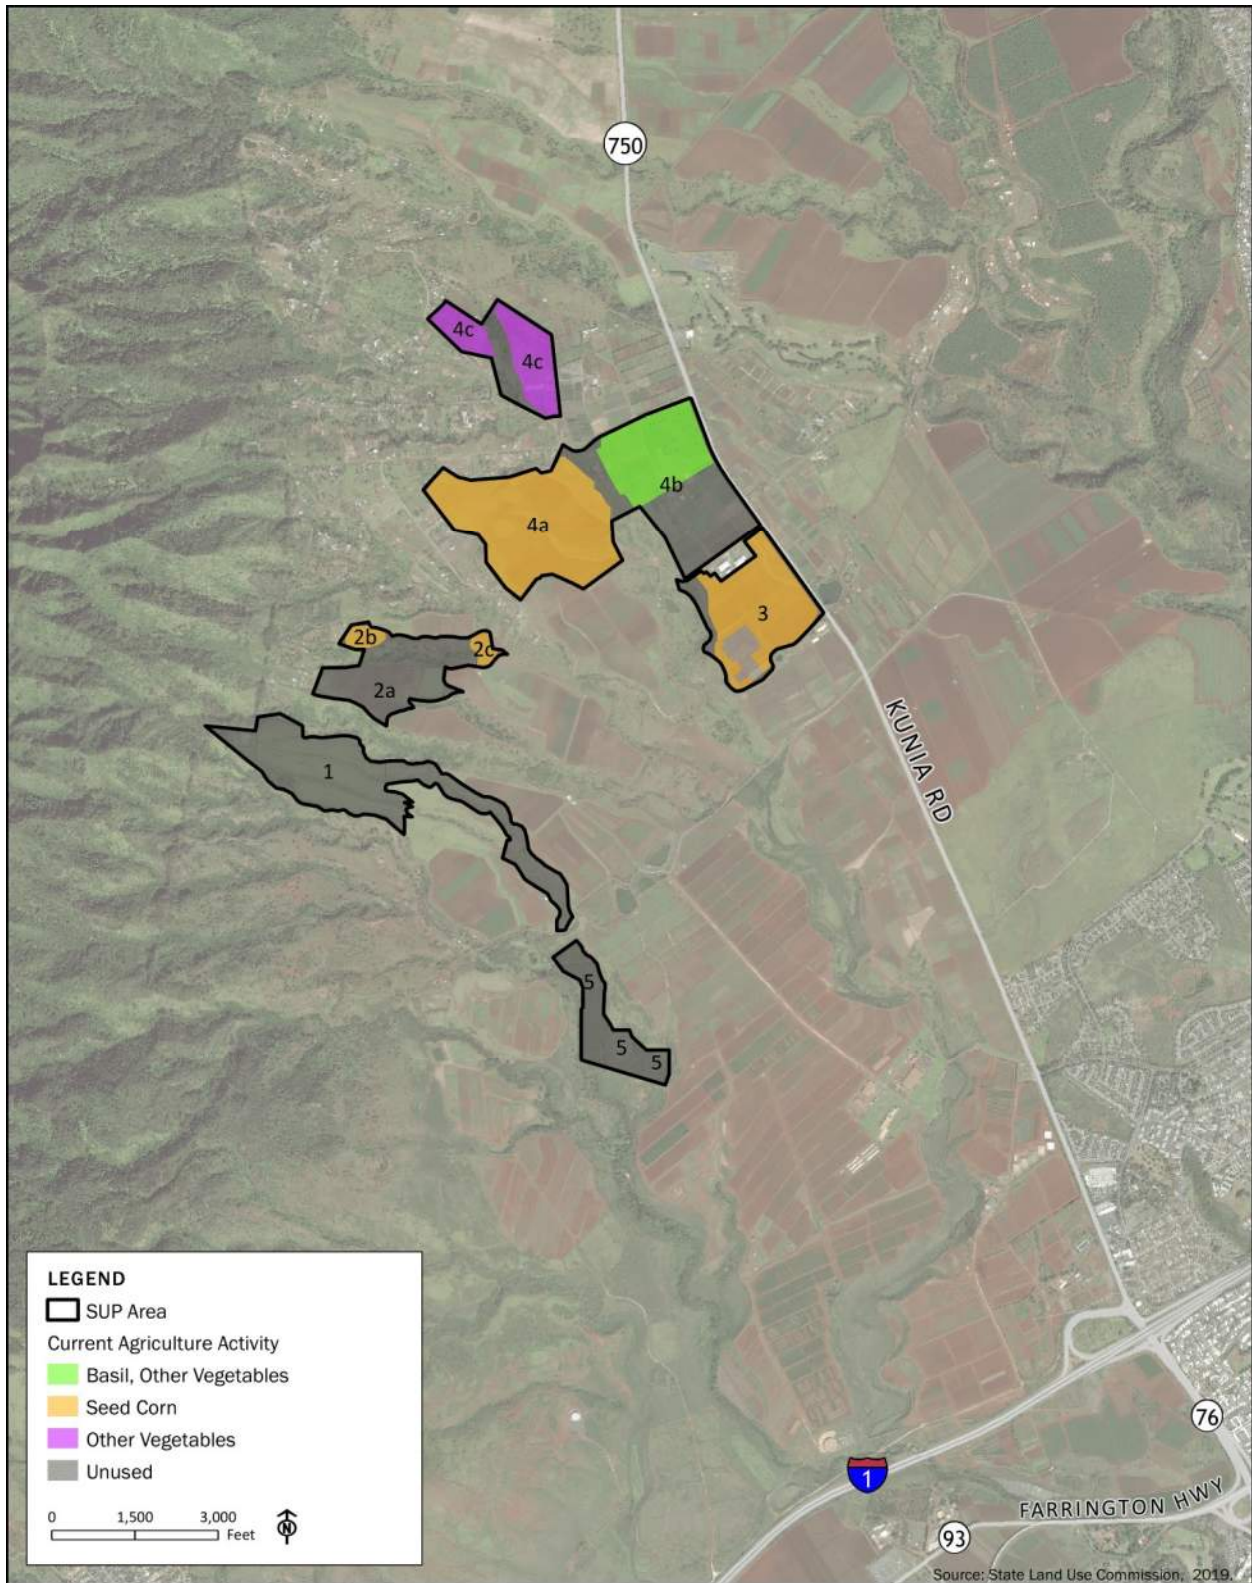 750
4c
4c
4b
4a
3
2b
2c
2a
1
KUNIA RD
5
5
5
LEGEND
SUP Area
Current Agriculture Activity
Basil, Other Vegetables
Seed Corn
Other Vegetables
Unused
0 1,500 3,000
Feet
N
76
1
FARRINGTON HWY
93
Source: State Land Use Commission, 2019.